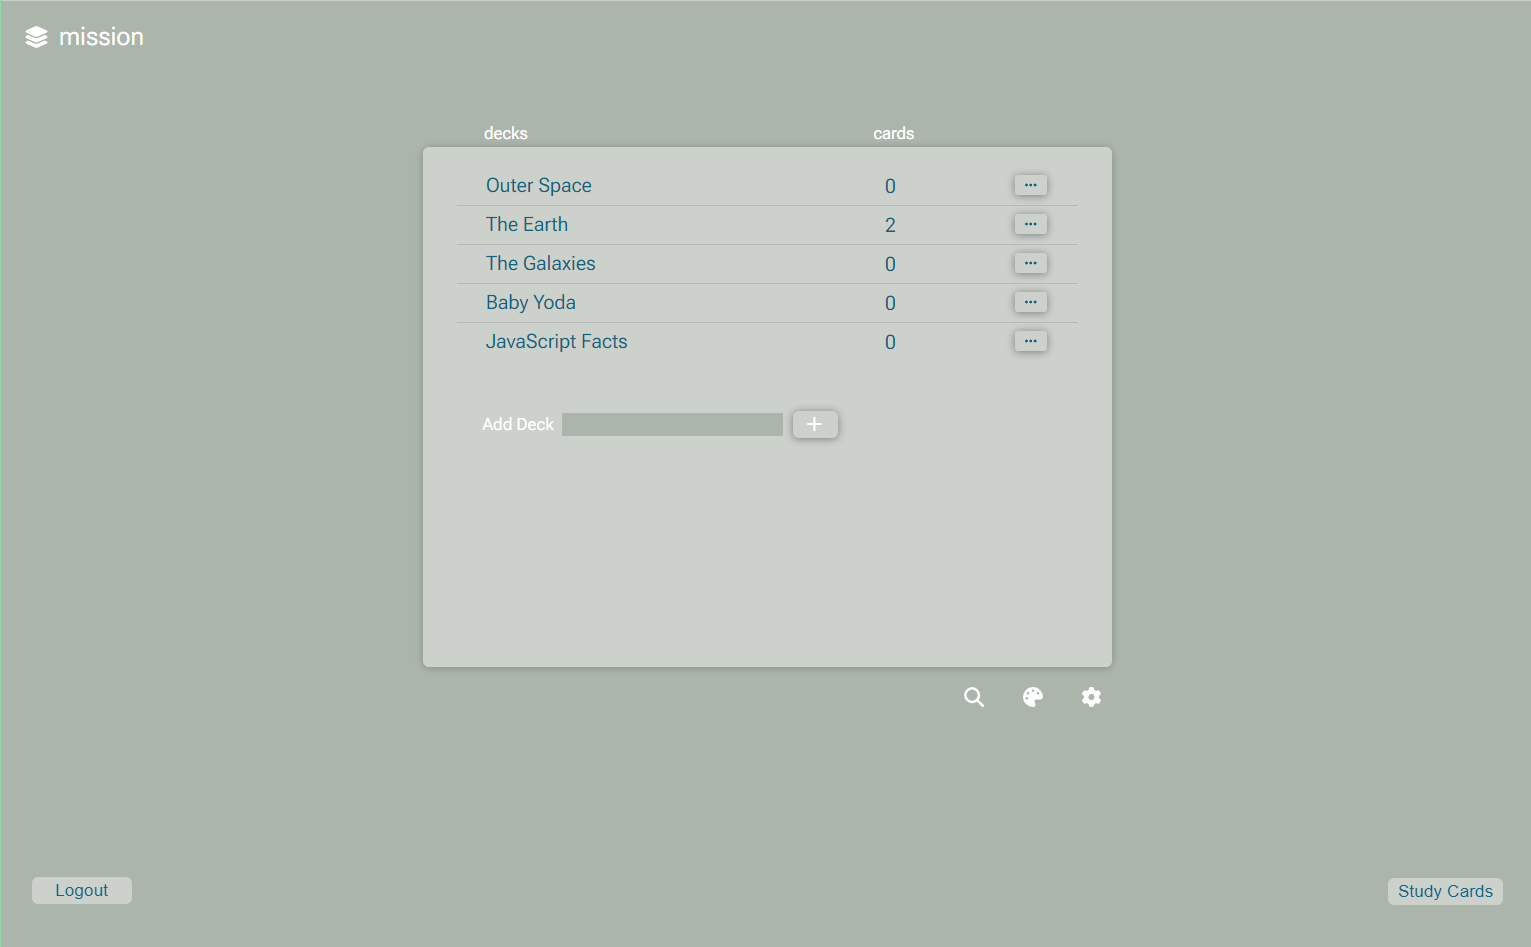 mission
decks cards
Outer Space 0 ...
The Earth 2 ...
The Galaxies 0 ...
Baby Yoda 0 ...
JavaScript Facts 0 ...
Add Deck +
Logout Study Cards